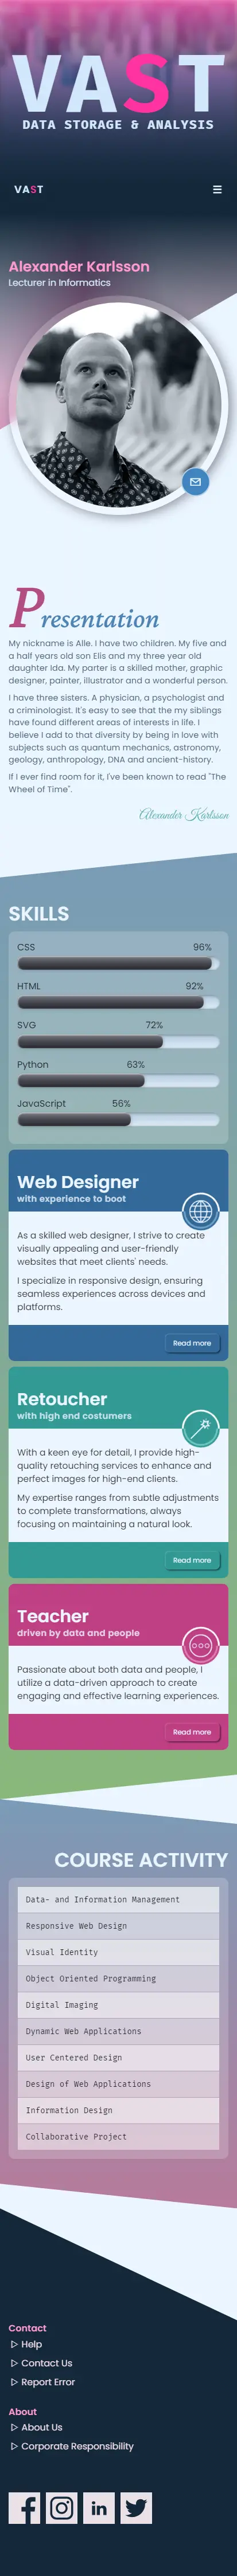 VAST
DATA STORAGE & ANALYSIS
VAST
Alexander Karlsson
Lecturer in Informatics
Presentation
My nickname is Alle. I have two children. My five and
a half years old son Elis and my three year old
daughter Ida. My parter is a skilled mother, graphic
designer, painter, illustrator and a wonderful person.
I have three sisters. A physician, a psychologist and
a criminologist. It's easy to see that the my siblings
have found different areas of interests in life. I
believe I add to that diversity by being in love with
subjects such as quantum mechanics, astronomy,
geology, anthropology, DNA and ancient-history.
If I ever find room for it, I've been known to read "The
Wheel of Time".
Alexander Karlsson
SKILLS
CSS 96%
HTML 92%
SVG 72%
Python 63%
JavaScript 56%
Web Designer
with experience to boot
As a skilled web designer, I strive to create
visually appealing and user-friendly
websites that meet clients' needs.
I specialize in responsive design, ensuring
seamless experiences across devices and
platforms.
Read more
Retoucher
with high end costumers
With a keen eye for detail, I provide high-
quality retouching services to enhance and
perfect images for high-end clients.
My expertise ranges from subtle adjustments
to complete transformations, always
focusing on maintaining a natural look.
Read more
Teacher
driven by data and people
Passionate about both data and people, I
utilize a data-driven approach to create
engaging and effective learning experiences.
Read more
COURSE ACTIVITY
Data- and Information Management
Responsive Web Design
Visual Identity
Object Oriented Programming
Digital Imaging
Dynamic Web Applications
User Centered Design
Design of Web Applications
Information Design
Collaborative Project
Contact
Help
Contact Us
Report Error
About
About Us
Corporate Responsibility